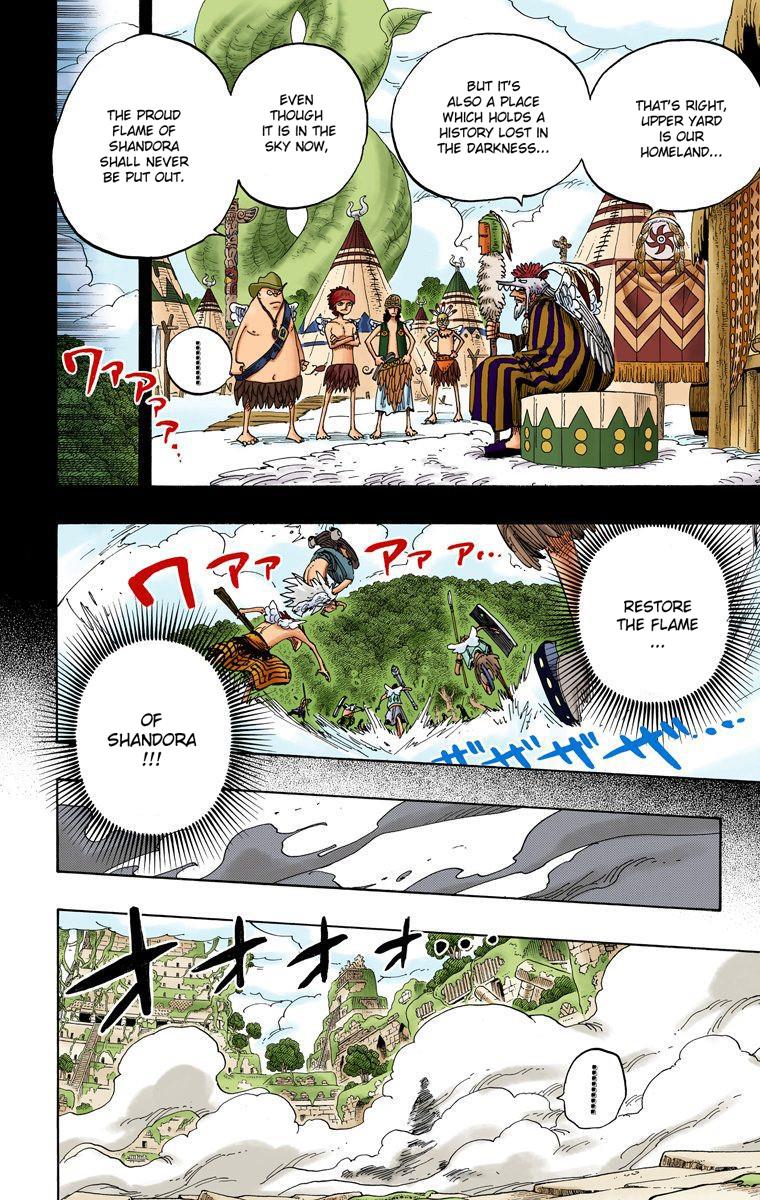 THAT'S RIGHT,
UPPER YARD
IS OUR
HOMELAND...
BUT IT'S
ALSO A PLACE
WHICH HOLDS A
HISTORY LOST IN
THE DARKNESS...
EVEN
THOUGH
IT IS IN THE
SKY NOW,
THE PROUD
FLAME OF
SHANDORA
SHALL NEVER
BE PUT OUT.
.........
ワァァァァ...
ワァァァァ...
RESTORE
THE FLAME
...
ザザザザザ....
OF
SHANDORA
!!!
オオオオ...
.........